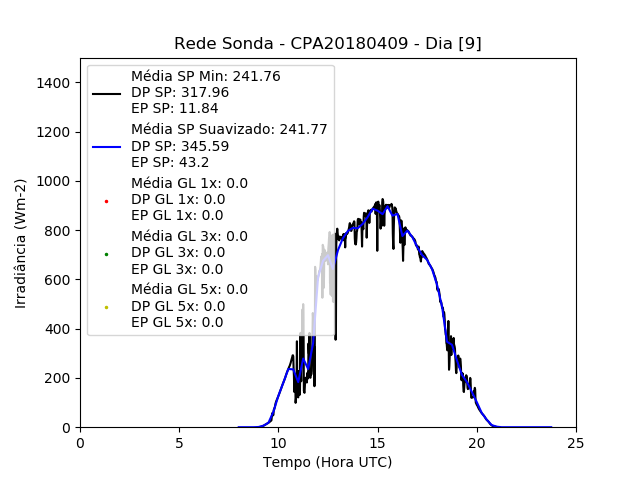 Rede Sonda - CPA20180409 - Dia [9]
Irradiância (Wm-2)
1400
1200
1000
800
600
400
200
0
Média SP Min: 241.76
DP SP: 317.96
EP SP: 11.84
Média SP Suavizado: 241.77
DP SP: 345.59
EP SP: 43.2
Média GL 1x: 0.0
DP GL 1x: 0.0
EP GL 1x: 0.0
Média GL 3x: 0.0
DP GL 3x: 0.0
EP GL 3x: 0.0
Média GL 5x: 0.0
DP GL 5x: 0.0
EP GL 5x: 0.0
0 5 10 15 20 25
Tempo (Hora UTC)